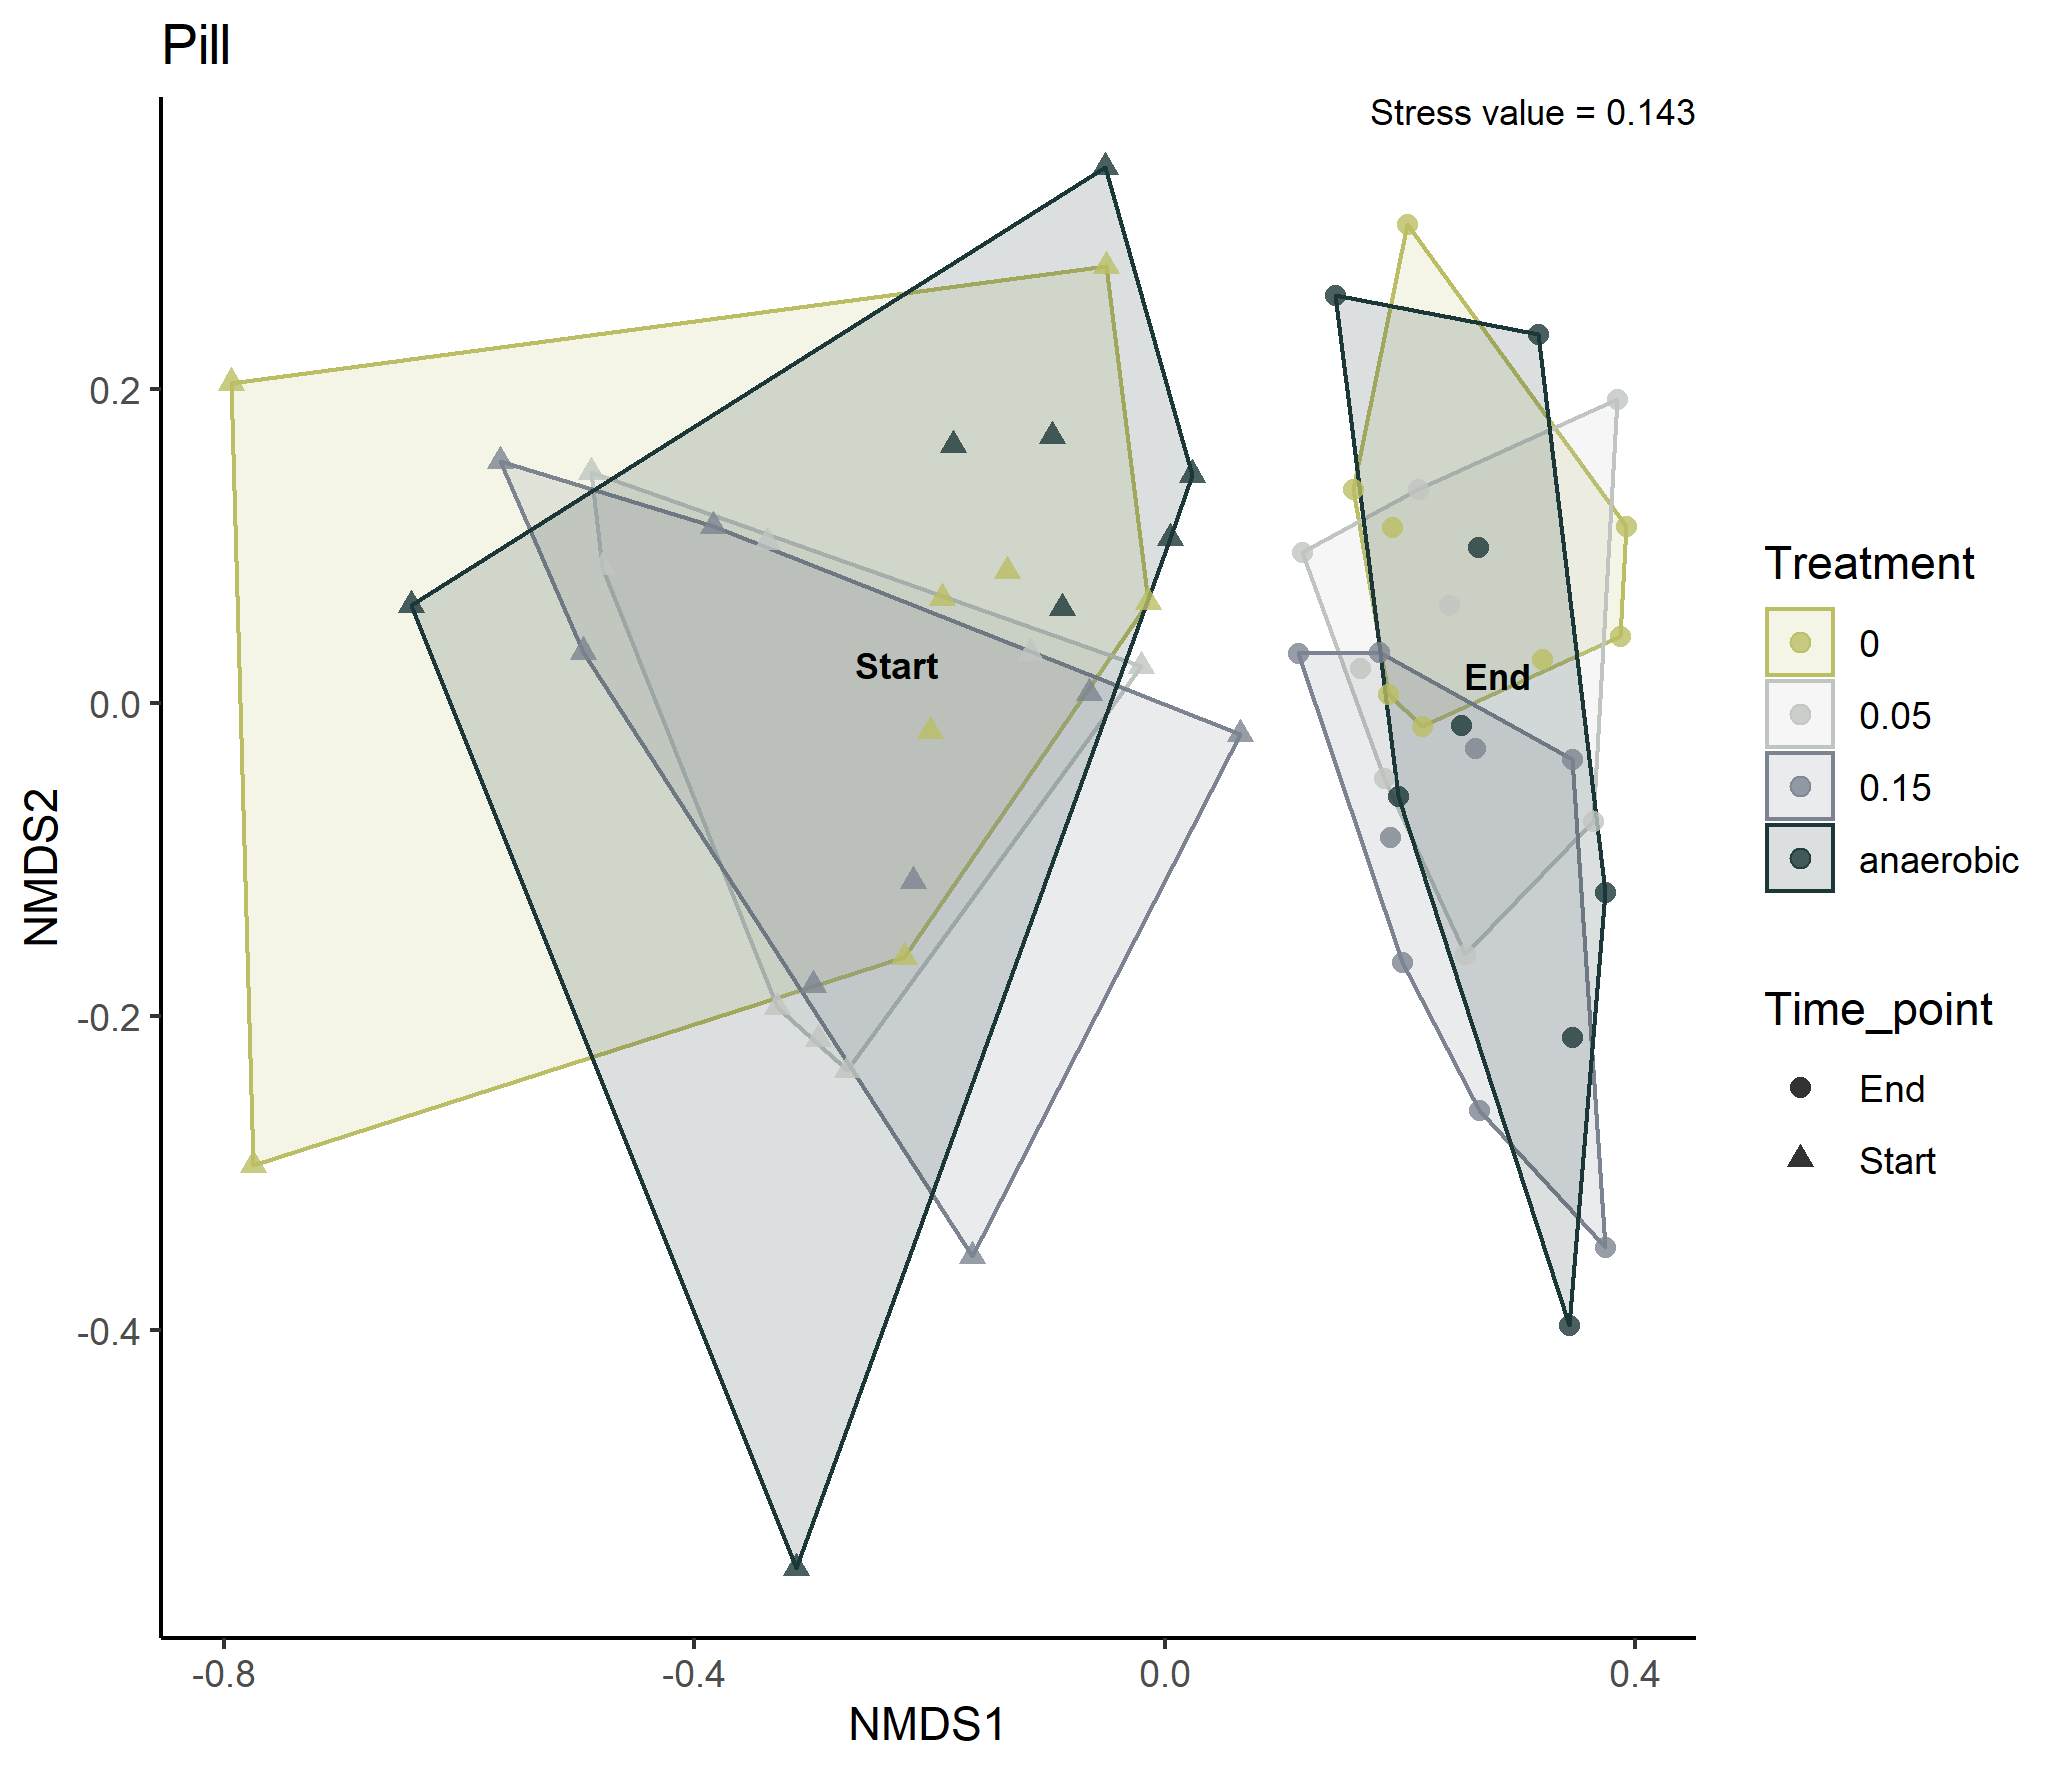 Pill
Stress value = 0.143
Start
End
NMDS2
0.2
0.0
-0.2
-0.4
-0.8
-0.4
0.0
0.4
NMDS1
Treatment
0
0.05
0.15
anaerobic
Time_point
End
Start